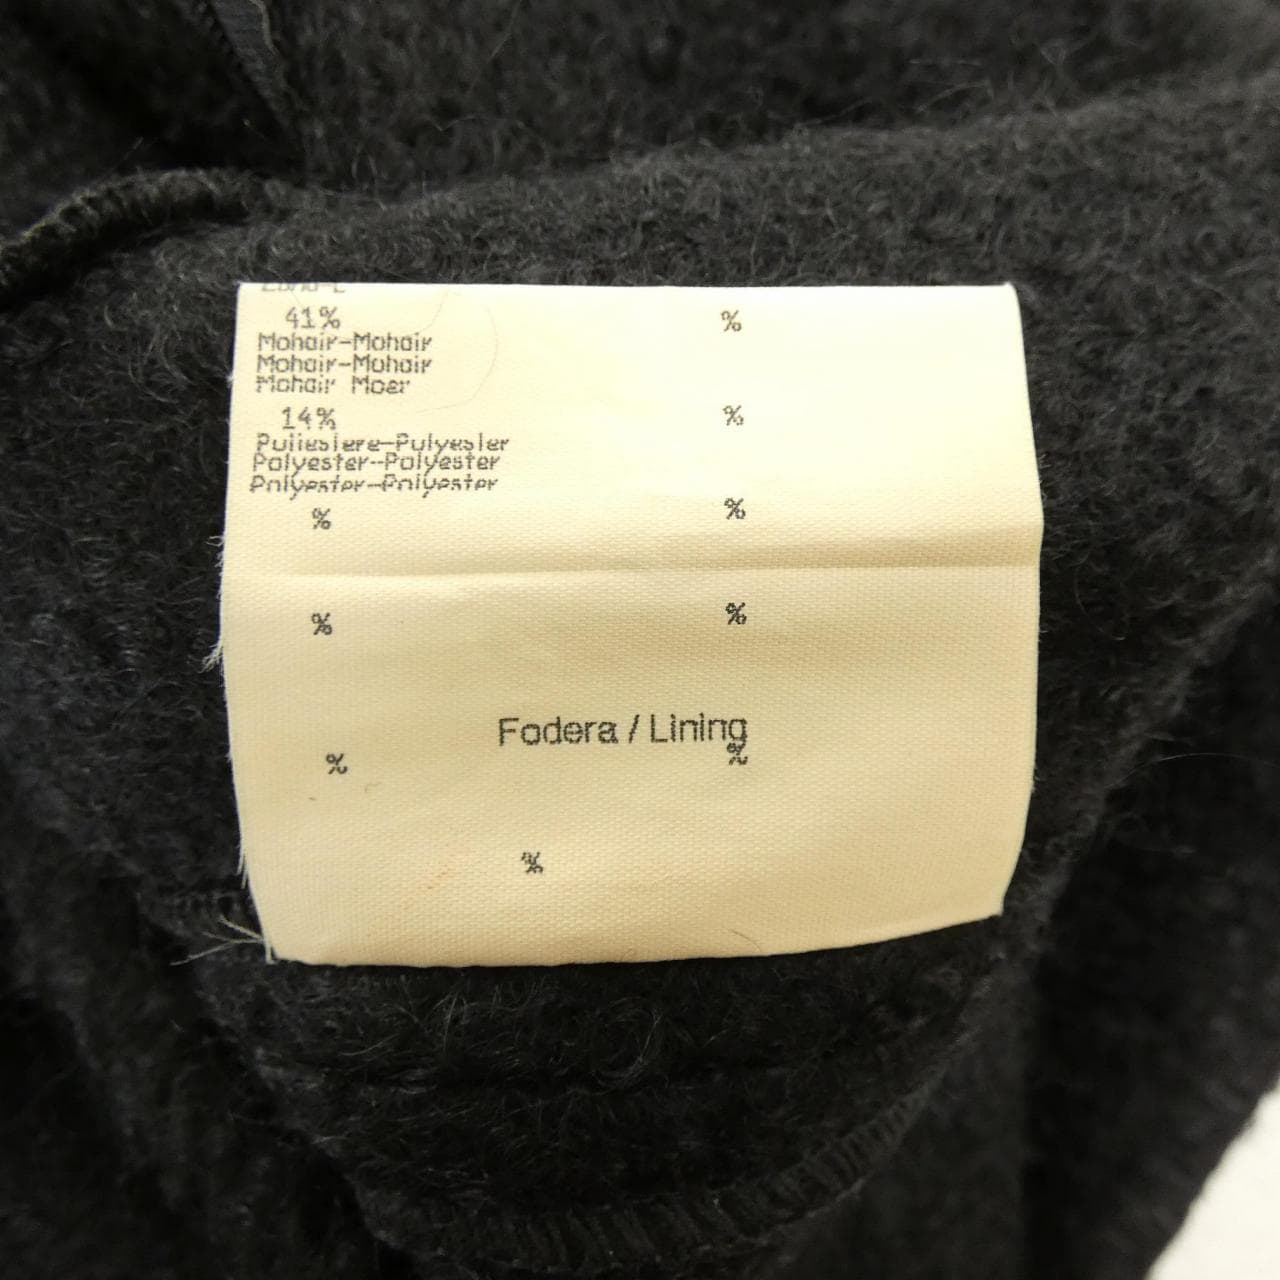 41% %
Mohair-Mohair
Mohair-Mohair
Mohair Moer
14% %
Poliestere-Polyester
Polyester-Polyester
Polyester-Polyester
% %
% %
Fodera / Lining
% %
%